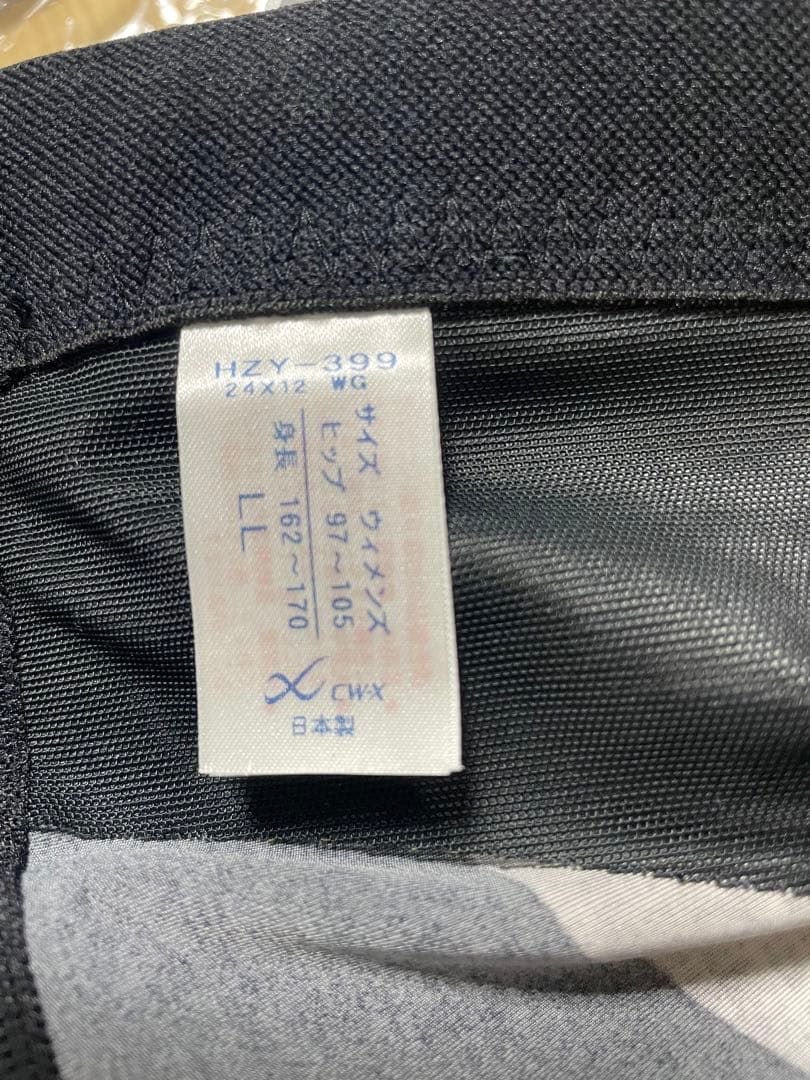 HZY-399
24X12 WG
サイズ ウィメンズ
ヒップ 97~105
身長 162~170
LL
CW-X
日本製